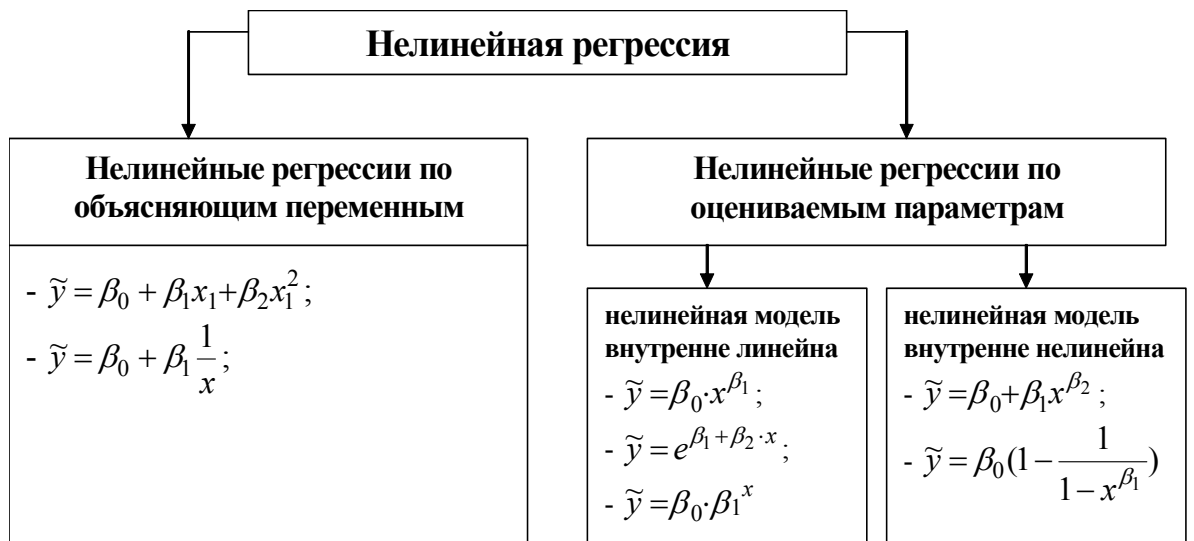 Нелинейная регрессия
Нелинейные регрессии по
объясняющим переменным
- ỹ = β₀ + β₁x₁+β₂x₁²;
- ỹ = β₀ + β₁ 1/x;
Нелинейные регрессии по
оцениваемым параметрам
нелинейная модель
внутренне линейна
- ỹ =β₀·x^β₁;
- ỹ = e^(β₁+β₂·x);
- ỹ =β₀·β₁^x
нелинейная модель
внутренне нелинейна
- ỹ =β₀+β₁x^β₂;
- ỹ = β₀(1 − 1/(1 − x^β₁))